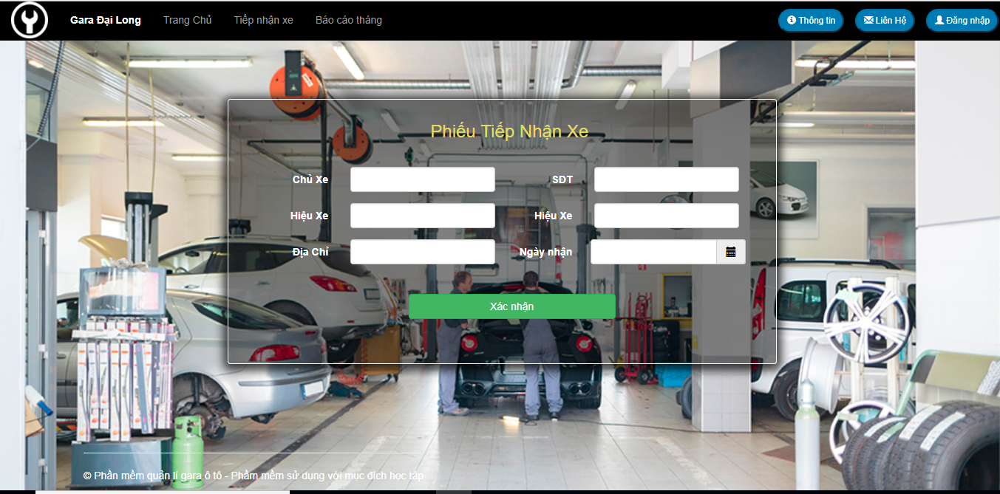 Gara Đại Long Trang Chủ Tiếp nhận xe Báo cáo tháng Thông tin Liên Hệ Đăng nhập
Phiếu Tiếp Nhận Xe
Chủ Xe SĐT
Hiệu Xe Hiệu Xe
Địa Chỉ Ngày nhận
Xác nhận
© Phần mềm quản lí gara ô tô - Phầm mềm sử dụng với mục đích học tập